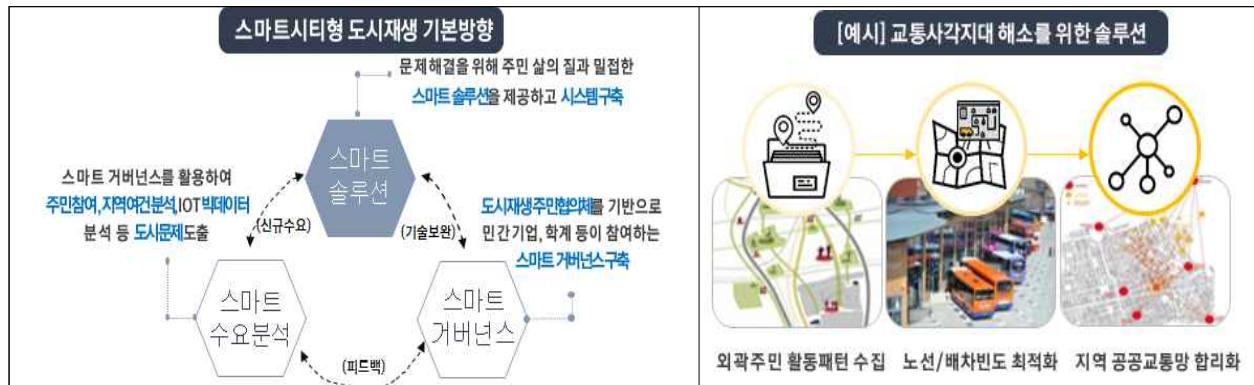 스마트시티형 도시재생 기본방향
문제해결을 위해 주민 삶의 질과 밀접한
스마트 솔루션을 제공하고 시스템구축
스마트
솔루션
스마트 거버넌스를 활용하여
주민참여, 지역여건분석, IOT 빅데이터
분석 등 도시문제도출
(신규수요)
(기술보완)
도시재생주민협의체를 기반으로
민간기업, 학계 등이 참여하는
스마트 거버넌스구축
스마트
수요분석
스마트
거버넌스
(피드백)
[예시] 교통사각지대 해소를 위한 솔루션
외곽주민 활동패턴 수집
노선/배차빈도 최적화
지역 공공교통망 합리화